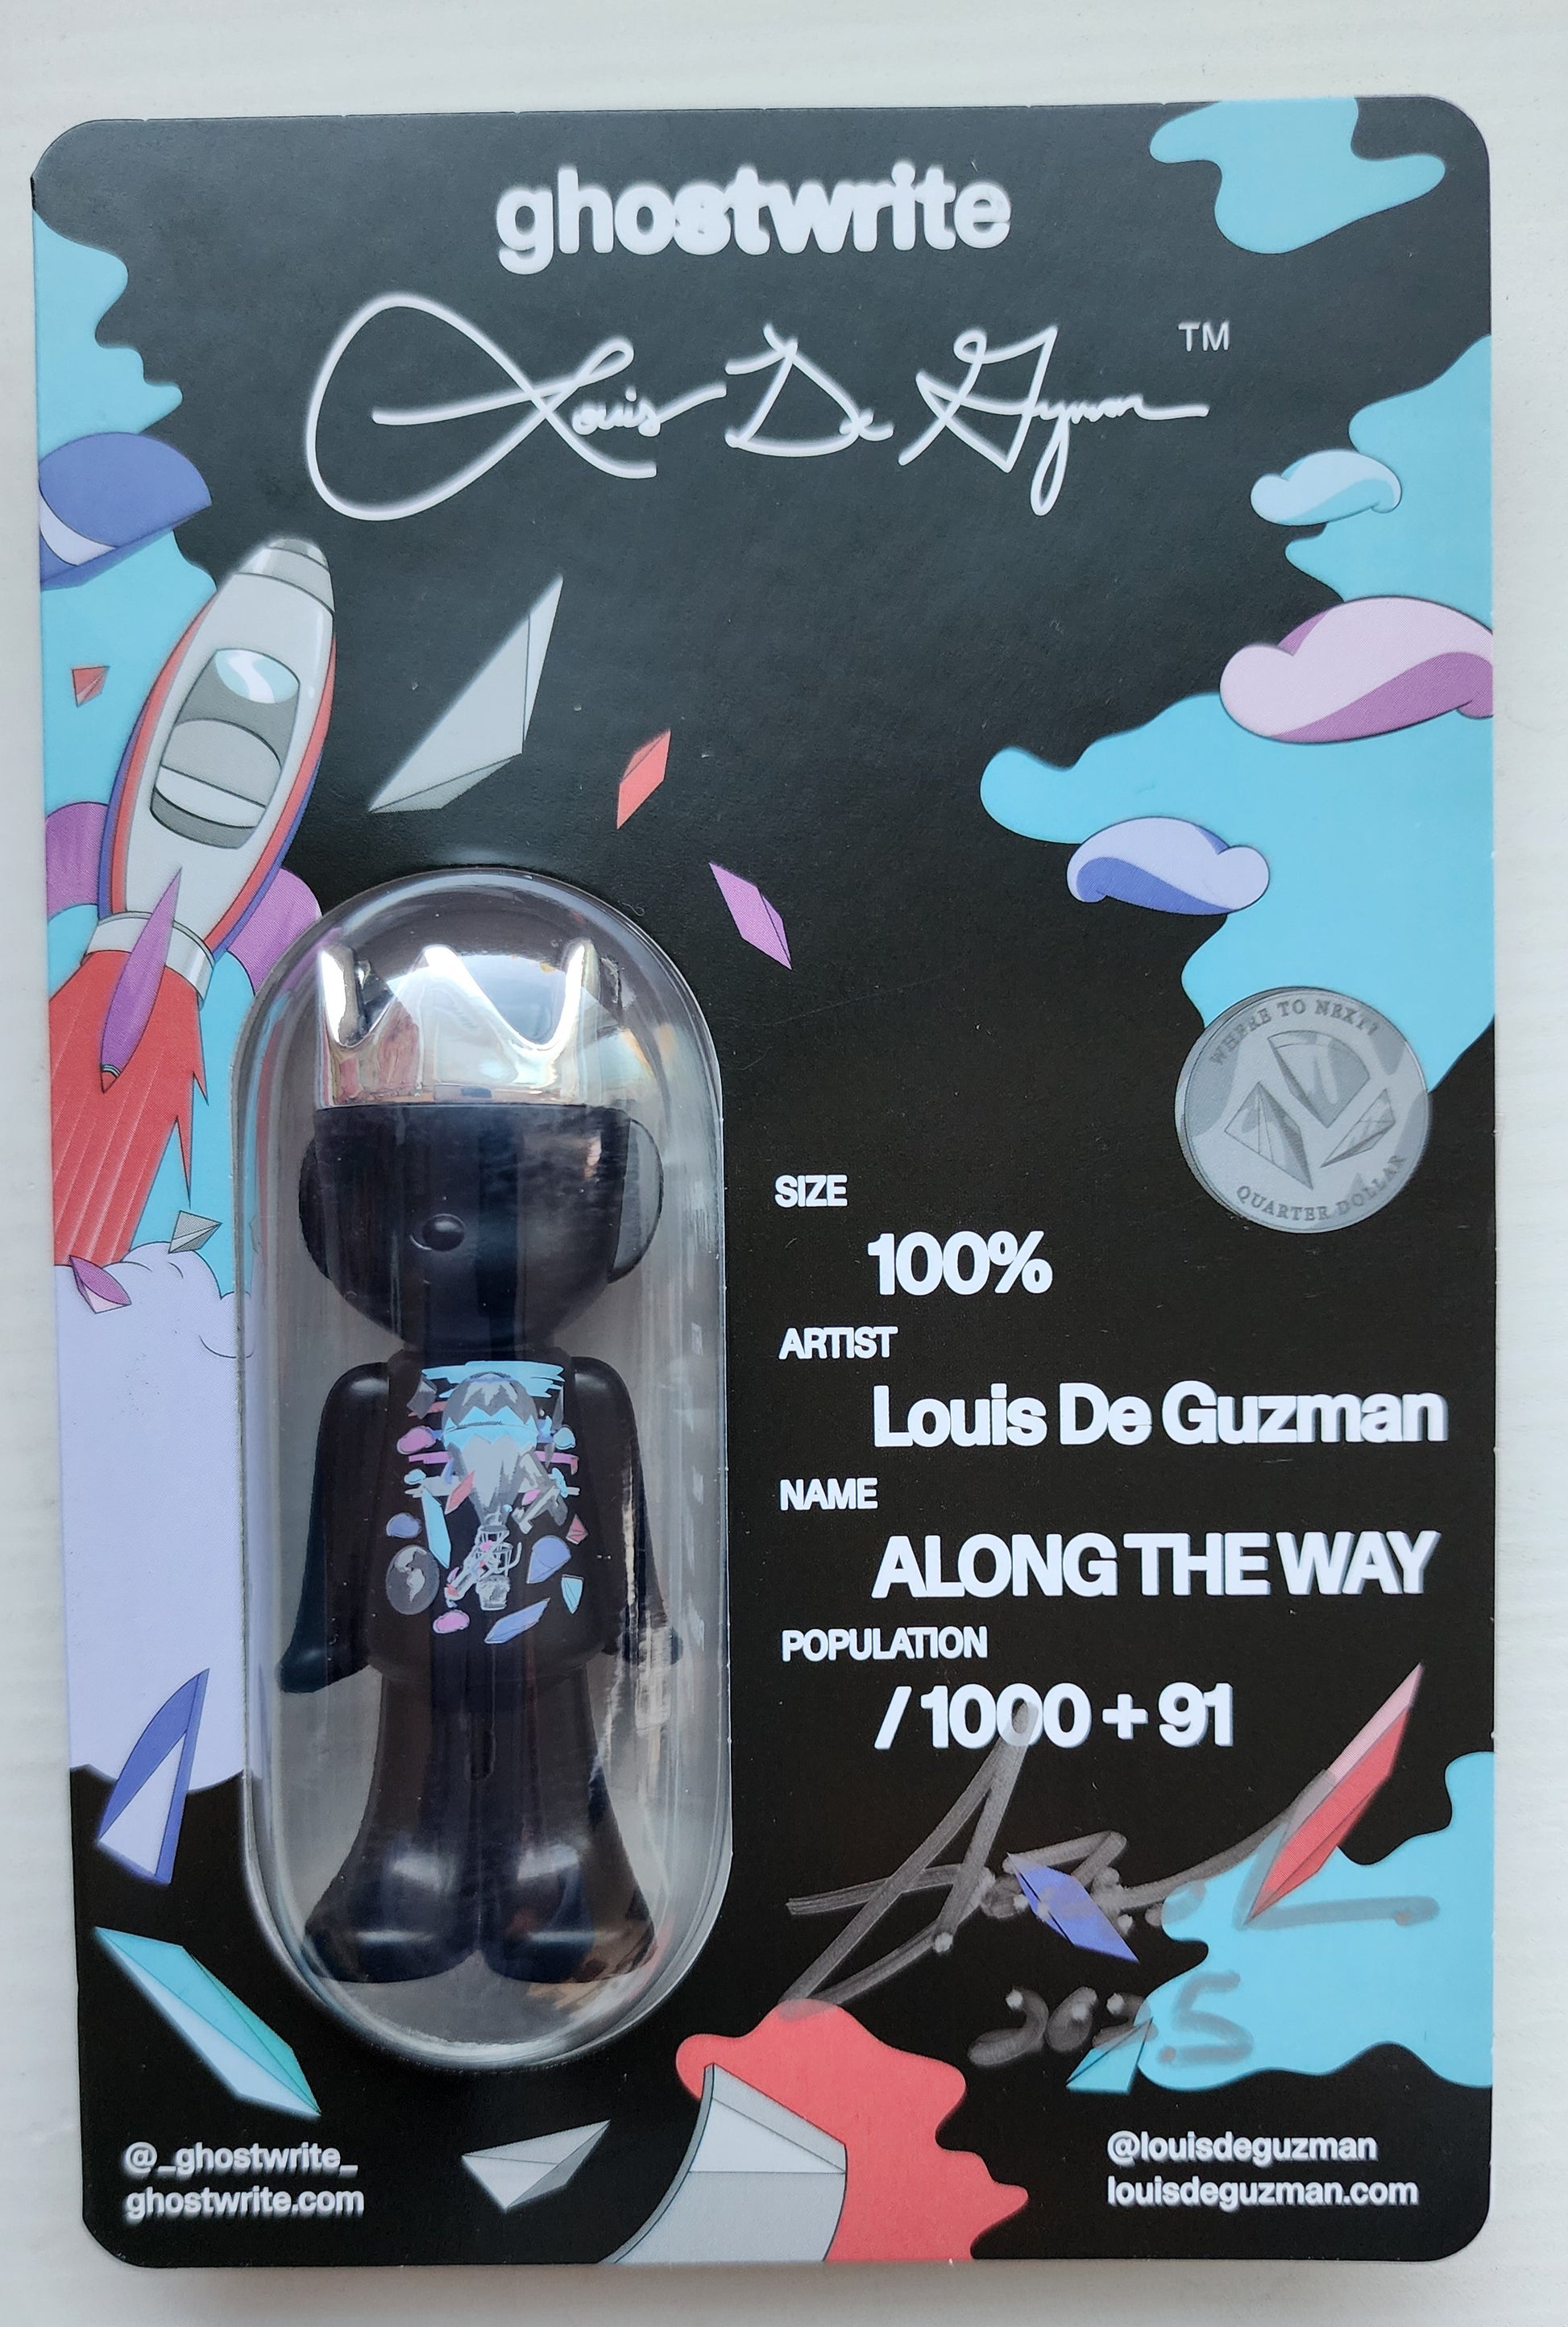 ghostwrite
Louis De Guzman ™
WHERE TO NEXT?
QUARTER DOLLAR
SIZE
100%
ARTIST
Louis De Guzman
NAME
ALONG THE WAY
POPULATION
/ 1000 + 91
2025
@_ghostwrite_
ghostwrite.com
@louisdeguzman
louisdeguzman.com